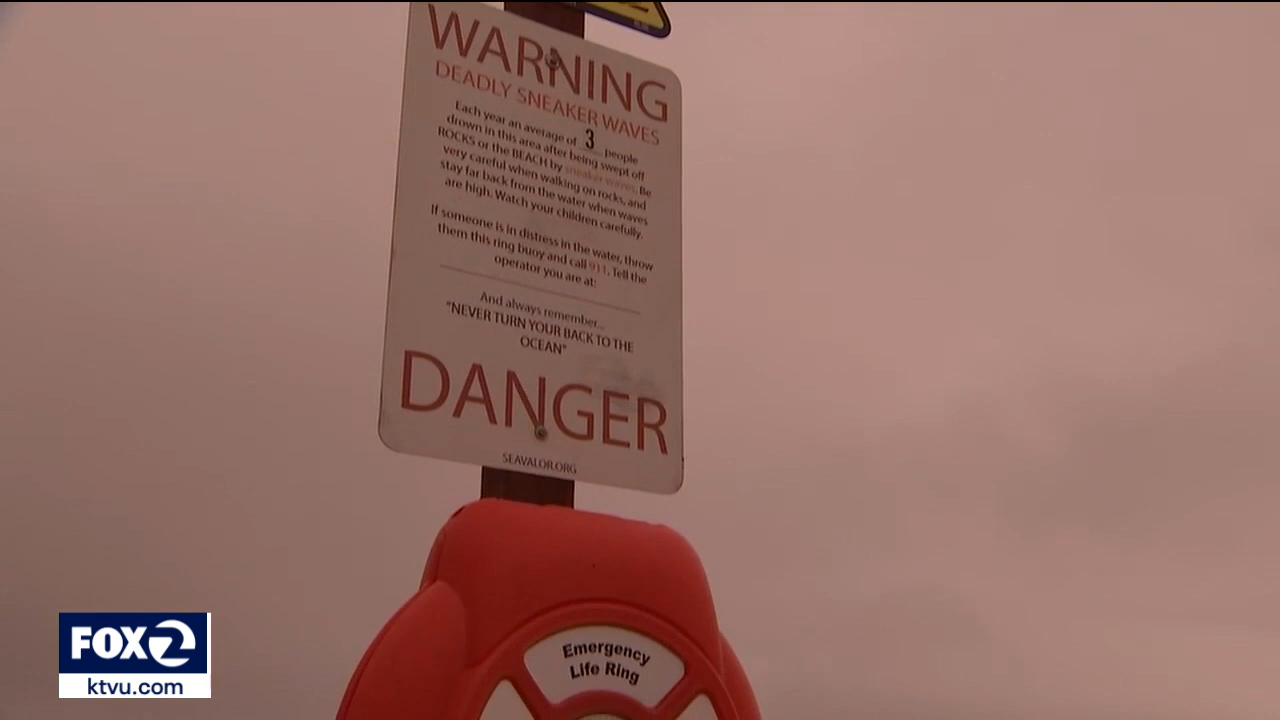 WARNING
DEADLY SNEAKER WAVES
Each year an average of 3 people
drown in this area after being swept off
ROCKS or the BEACH by sneaker waves. Be
very careful when walking on rocks, and
stay far back from the water when waves
are high. Watch your children carefully.
If someone is in distress in the water, throw
them this ring buoy and call 911. Tell the
operator you are at:
And always remember...
"NEVER TURN YOUR BACK TO THE
OCEAN"
DANGER
SEAVALOR.ORG
Emergency
Life Ring
FOX 2
ktvu.com